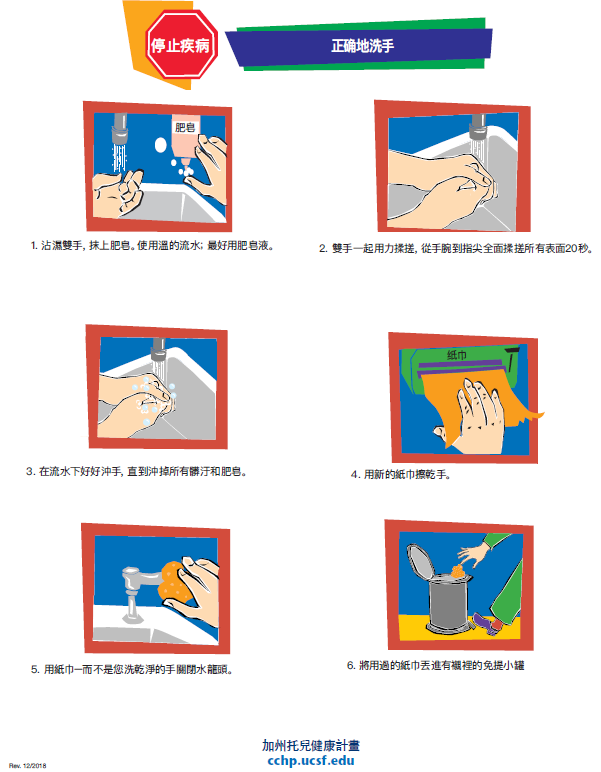 停止疾病
正确地洗手
肥皂
1. 沾濕雙手, 抹上肥皂。使用溫的流水; 最好用肥皂液。
2. 雙手一起用力揉搓, 從手腕到指尖全面揉搓所有表面20秒。
3. 在流水下好好沖手, 直到沖掉所有髒汙和肥皂。
紙巾
4. 用新的紙巾擦乾手。
5. 用紙巾─而不是您洗乾淨的手關閉水龍頭。
6. 將用過的紙巾丟進有襯裡的免提小罐
加州托兒健康計畫
cchp.ucsf.edu
Rev. 12/2018